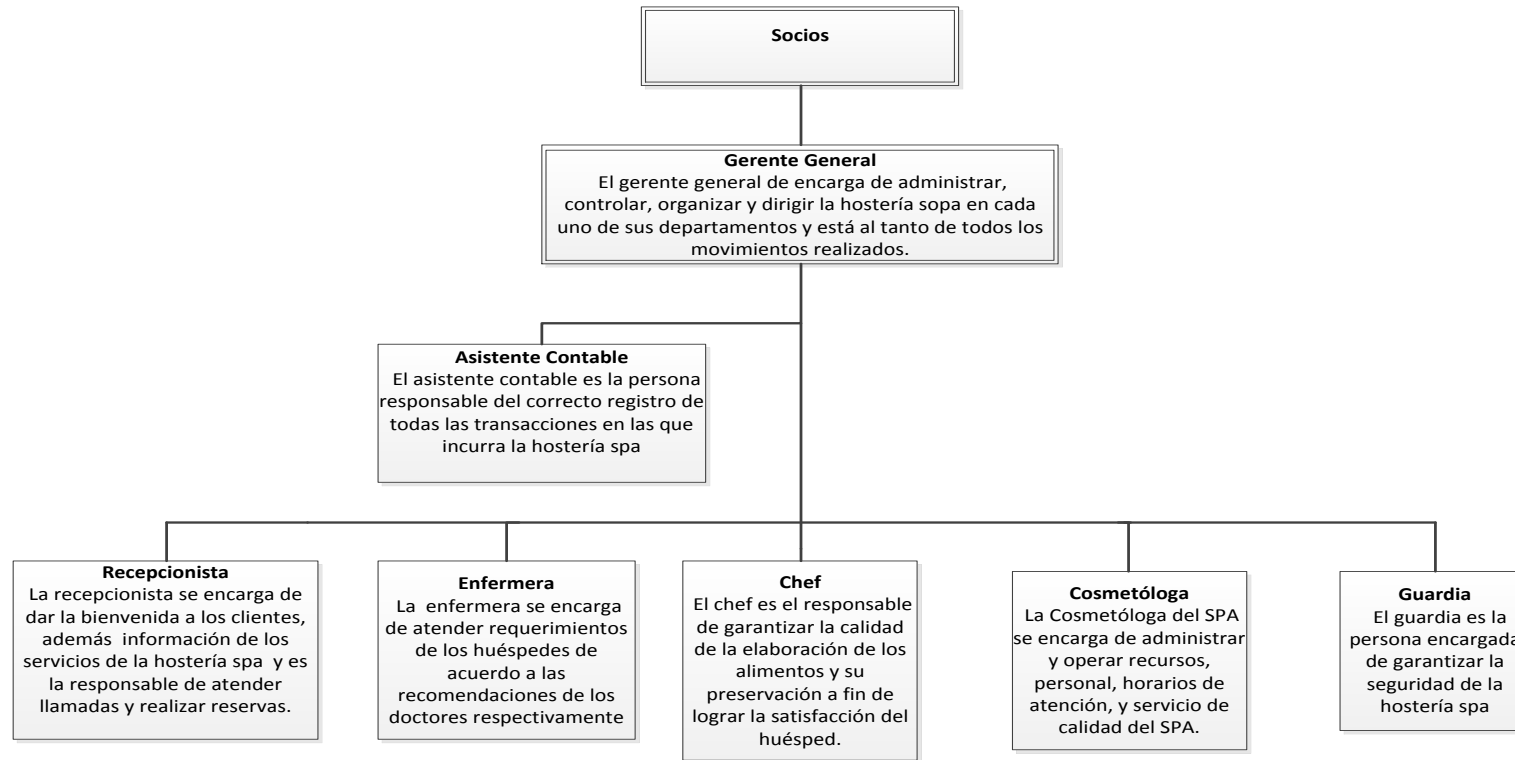 Socios
Gerente General
El gerente general de encarga de administrar,
controlar, organizar y dirigir la hostería sopa en cada
uno de sus departamentos y está al tanto de todos los
movimientos realizados.
Asistente Contable
El asistente contable es la persona
responsable del correcto registro de
todas las transacciones en las que
incurra la hostería spa
Recepcionista
La recepcionista se encarga de
dar la bienvenida a los clientes,
además información de los
servicios de la hostería spa y es
la responsable de atender
llamadas y realizar reservas.
Enfermera
La enfermera se encarga
de atender requerimientos
de los huéspedes de
acuerdo a las
recomendaciones de los
doctores respectivamente
Chef
El chef es el responsable
de garantizar la calidad
de la elaboración de los
alimentos y su
preservación a fin de
lograr la satisfacción del
huésped.
Cosmetóloga
La Cosmetóloga del SPA
se encarga de administrar
y operar recursos,
personal, horarios de
atención, y servicio de
calidad del SPA.
Guardia
El guardia es la
persona encargada
de garantizar la
seguridad de la
hostería spa